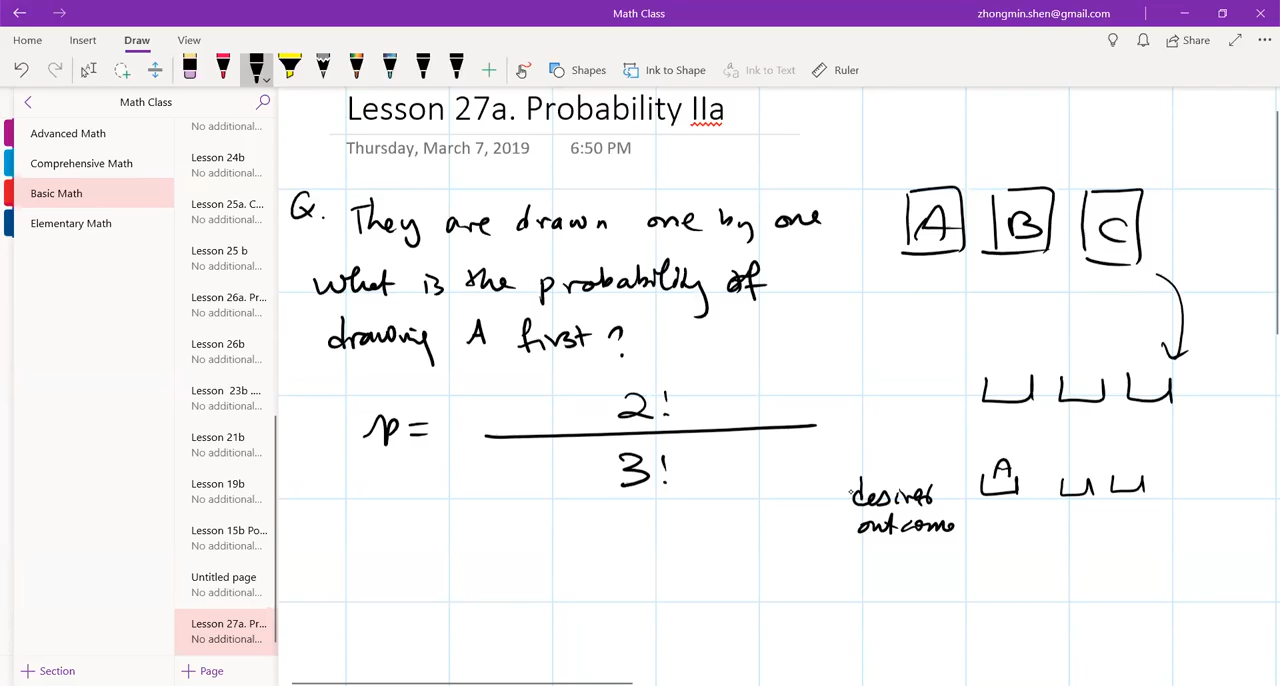 Math Class
zhongmin.shen@gmail.com
Home
Insert
Draw
View
Share
Shapes
Ink to Shape
Ink to Text
Ruler
Math Class
Advanced Math
Comprehensive Math
Basic Math
Elementary Math
No additional...
Lesson 24b
No additional...
Lesson 25a. C...
No additional...
Lesson 25 b
No additional...
Lesson 26a. Pr...
No additional...
Lesson 26b
No additional...
Lesson 23b ....
No additional...
Lesson 21b
No additional...
Lesson 19b
No additional...
Lesson 15b Po...
No additional...
Untitled page
No additional...
Lesson 27a. Pr...
No additional...
Section
Page
Lesson 27a. Probability IIa
Thursday, March 7, 2019 6:50 PM
Q. They are drawn one by one
what is the probability of
drawing A first?
p =
2!
3!
A B C
A
desired
outcome